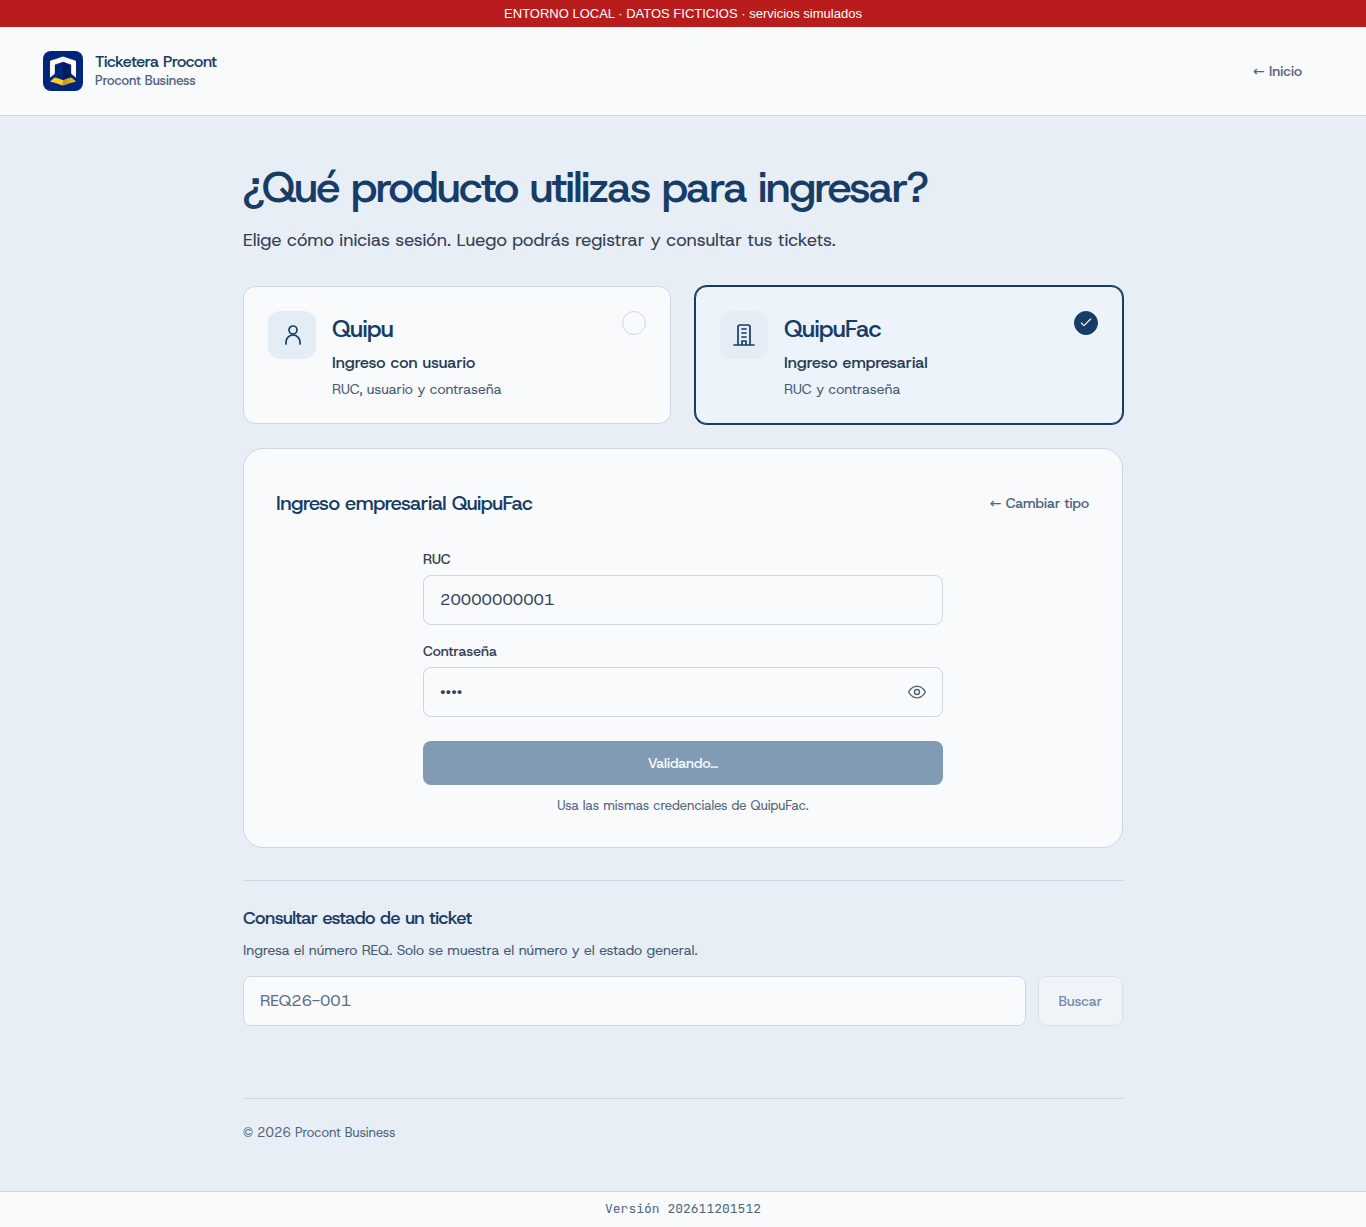 ENTORNO LOCAL · DATOS FICTICIOS · servicios simulados
Ticketera Procont
Procont Business
← Inicio
¿Qué producto utilizas para ingresar?
Elige cómo inicias sesión. Luego podrás registrar y consultar tus tickets.
Quipu
Ingreso con usuario
RUC, usuario y contraseña
QuipuFac
Ingreso empresarial
RUC y contraseña
Ingreso empresarial QuipuFac
← Cambiar tipo
RUC
20000000001
Contraseña
••••
Validando...
Usa las mismas credenciales de QuipuFac.
Consultar estado de un ticket
Ingresa el número REQ. Solo se muestra el número y el estado general.
REQ26-001
Buscar
© 2026 Procont Business
Versión 202611201512